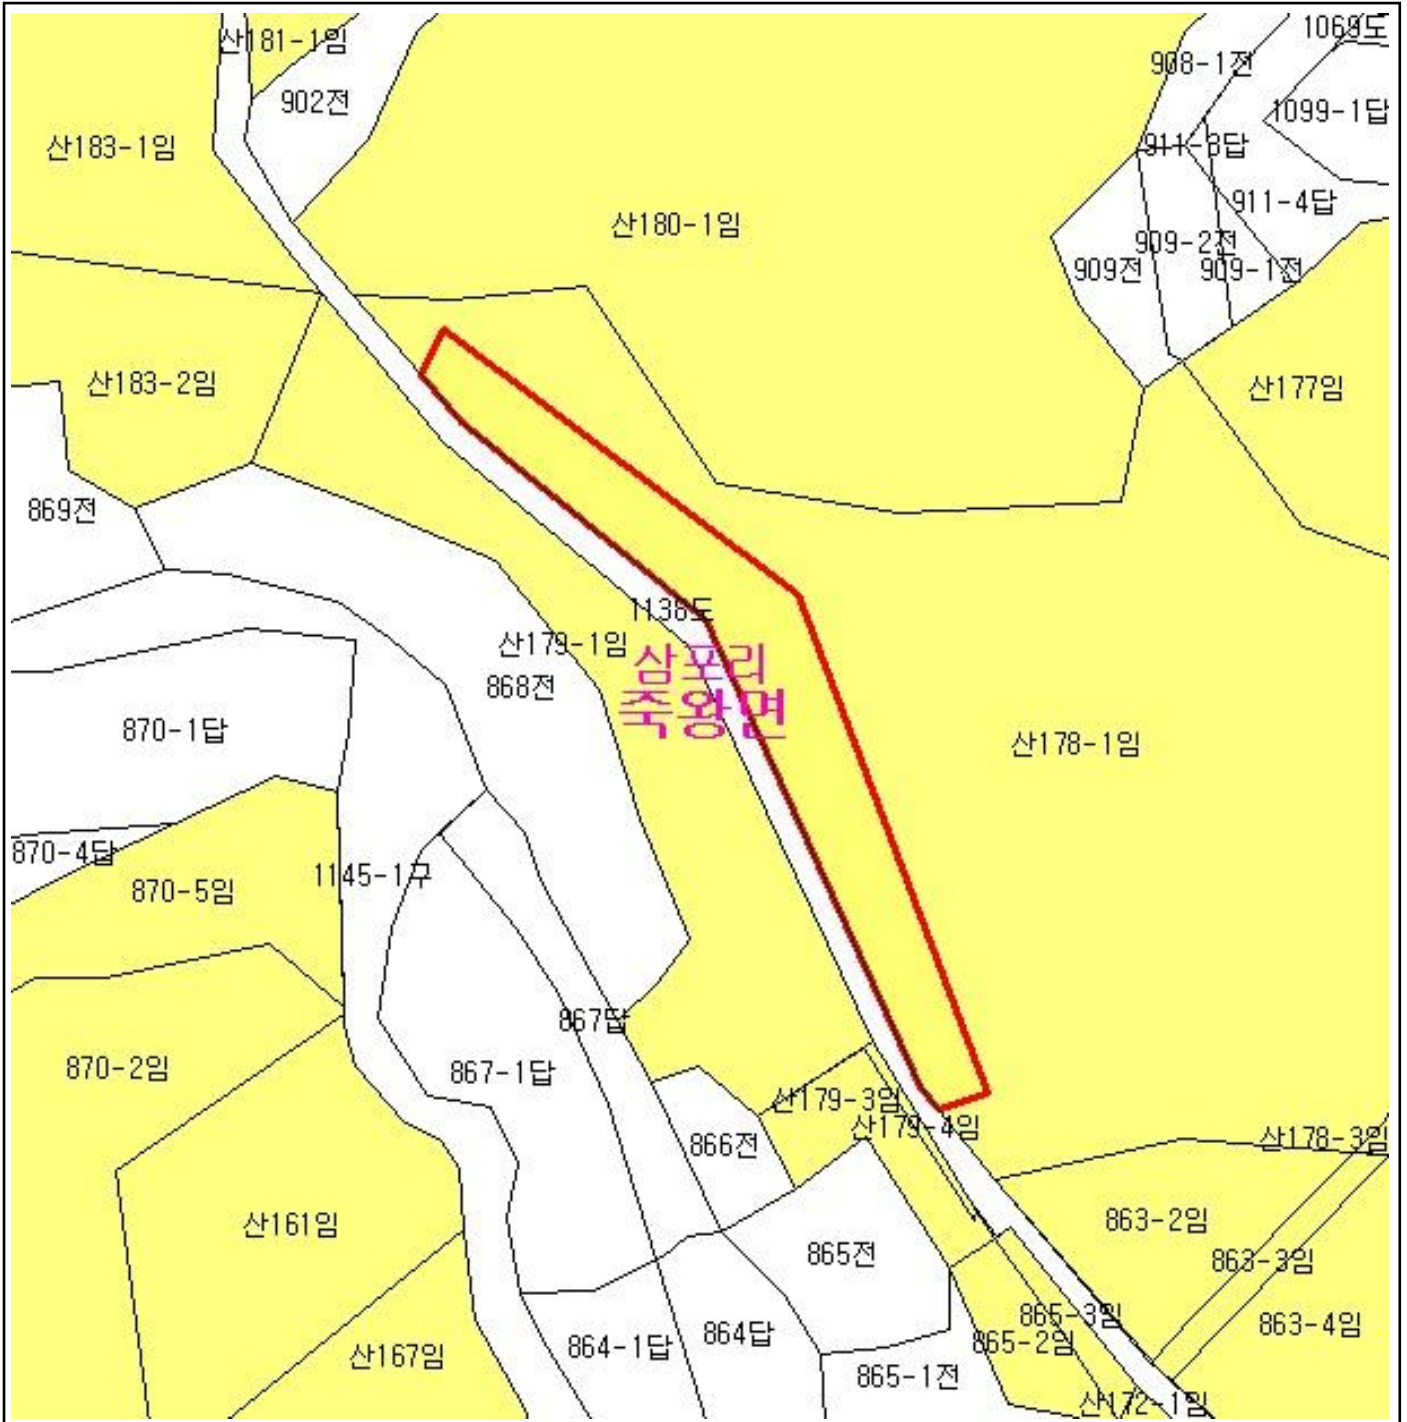 산181-1임
1069도
908-1전
902전
1099-1답
산183-1임
911-3답
911-4답
산180-1임
909-2전
909전
909-1전
산183-2임
산177임
869전
1138도
산179-1임
삼포리
868전
죽왕면
870-1답
산178-1임
870-4답
1145-1구
870-5임
867답
870-2임
867-1답
산179-3임
산179-4임
866전
산178-3임
산161임
863-2임
865전
863-3임
865-3임
863-4임
864답
864-1답
865-2임
산167임
865-1전
산172-1임